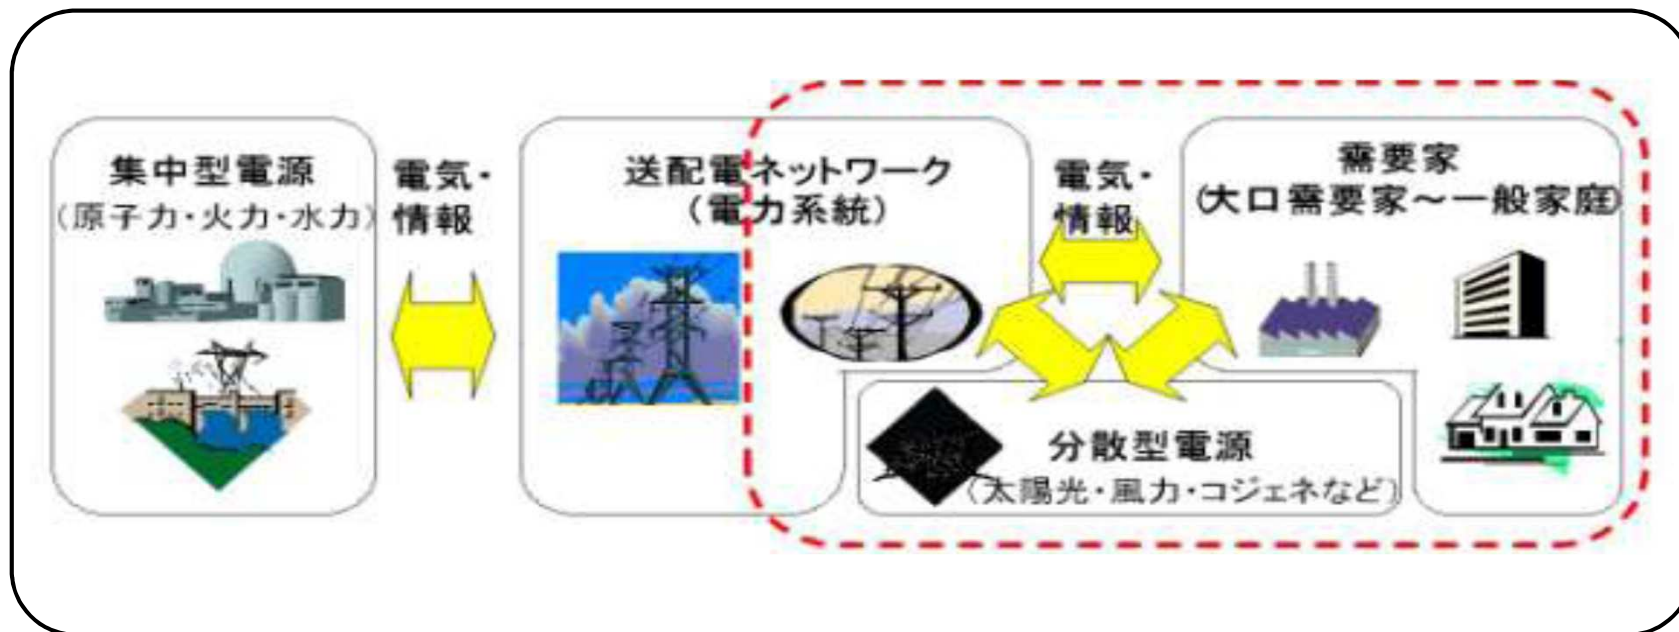 集中型電源
(原子力・火力・水力)
電気・
情報
送配電ネットワーク
(電力系統)
電気・
情報
需要家
(大口需要家～一般家庭)
分散型電源
(太陽光・風力・コジェネなど)